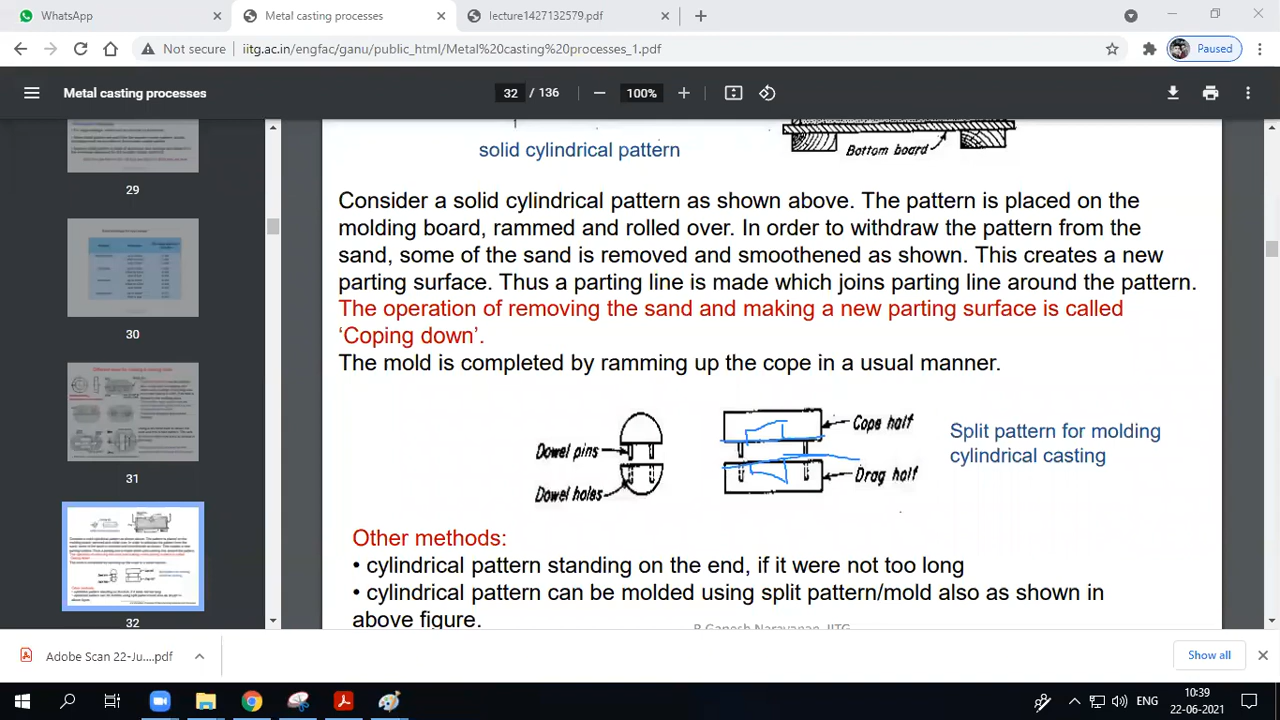 WhatsApp
Metal casting processes
lecture1427132579.pdf
Not secure
iitg.ac.in/engfac/ganu/public_html/Metal%20casting%20processes_1.pdf
Paused
Metal casting processes
32 / 136
100%
29
30
31
32
solid cylindrical pattern
Bottom board
Consider a solid cylindrical pattern as shown above. The pattern is placed on the
molding board, rammed and rolled over. In order to withdraw the pattern from the
sand, some of the sand is removed and smoothened as shown. This creates a new
parting surface. Thus a parting line is made which joins parting line around the pattern.
The operation of removing the sand and making a new parting surface is called
‘Coping down’.
The mold is completed by ramming up the cope in a usual manner.
Dowel pins
Dowel holes
Cope half
Drag half
Split pattern for molding
cylindrical casting
Other methods:
• cylindrical pattern standing on the end, if it were not too long
• cylindrical pattern can be molded using split pattern/mold also as shown in
above figure.
R Ganesh Narayanan, IITG
Adobe Scan 22-Ju....pdf
Show all
ENG
10:39
22-06-2021